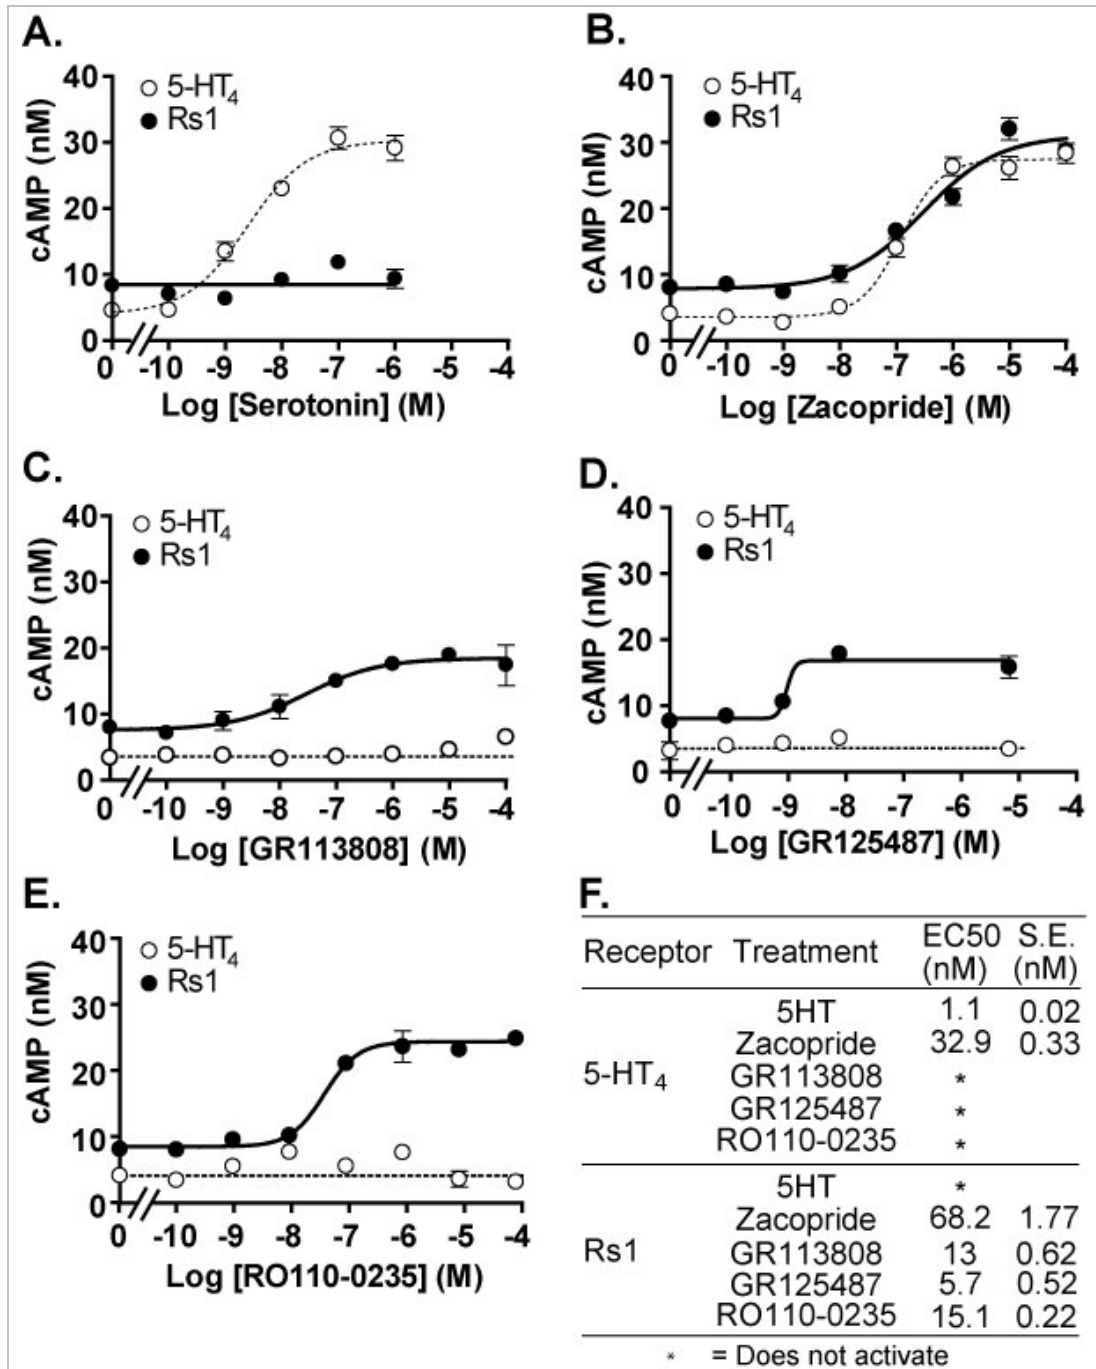 A.
5-HT4
Rs1
cAMP (nM)
40
30
20
10
0
0 -10 -9 -8 -7 -6 -5 -4
Log [Serotonin] (M)
B.
5-HT4
Rs1
cAMP (nM)
40
30
20
10
0
0 -10 -9 -8 -7 -6 -5 -4
Log [Zacopride] (M)
C.
5-HT4
Rs1
cAMP (nM)
40
30
20
10
0
0 -10 -9 -8 -7 -6 -5 -4
Log [GR113808] (M)
D.
5-HT4
Rs1
cAMP (nM)
40
30
20
10
0
0 -10 -9 -8 -7 -6 -5 -4
Log [GR125487] (M)
E.
5-HT4
Rs1
cAMP (nM)
40
30
20
10
0
0 -10 -9 -8 -7 -6 -5 -4
Log [RO110-0235] (M)
F.
Receptor Treatment EC50 (nM) S.E. (nM)
5HT 1.1 0.02
Zacopride 32.9 0.33
5-HT4 GR113808 *
GR125487 *
RO110-0235 *
5HT *
Zacopride 68.2 1.77
Rs1 GR113808 13 0.62
GR125487 5.7 0.52
RO110-0235 15.1 0.22
* = Does not activate